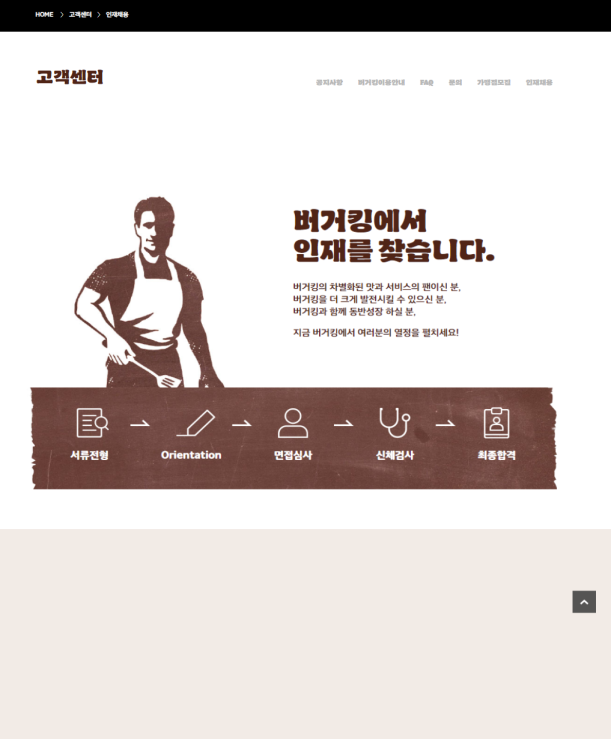 HOME > 고객센터 > 인재채용
고객센터
공지사항 버거킹이용안내 FAQ 문의 가맹점모집 인재채용
버거킹에서
인재를 찾습니다.
버거킹의 차별화된 맛과 서비스의 팬이신 분,
버거킹을 더 크게 발전시킬 수 있으신 분,
버거킹과 함께 동반성장 하실 분,
지금 버거킹에서 여러분의 열정을 펼치세요!
서류전형 Orientation 면접심사 신체검사 최종합격